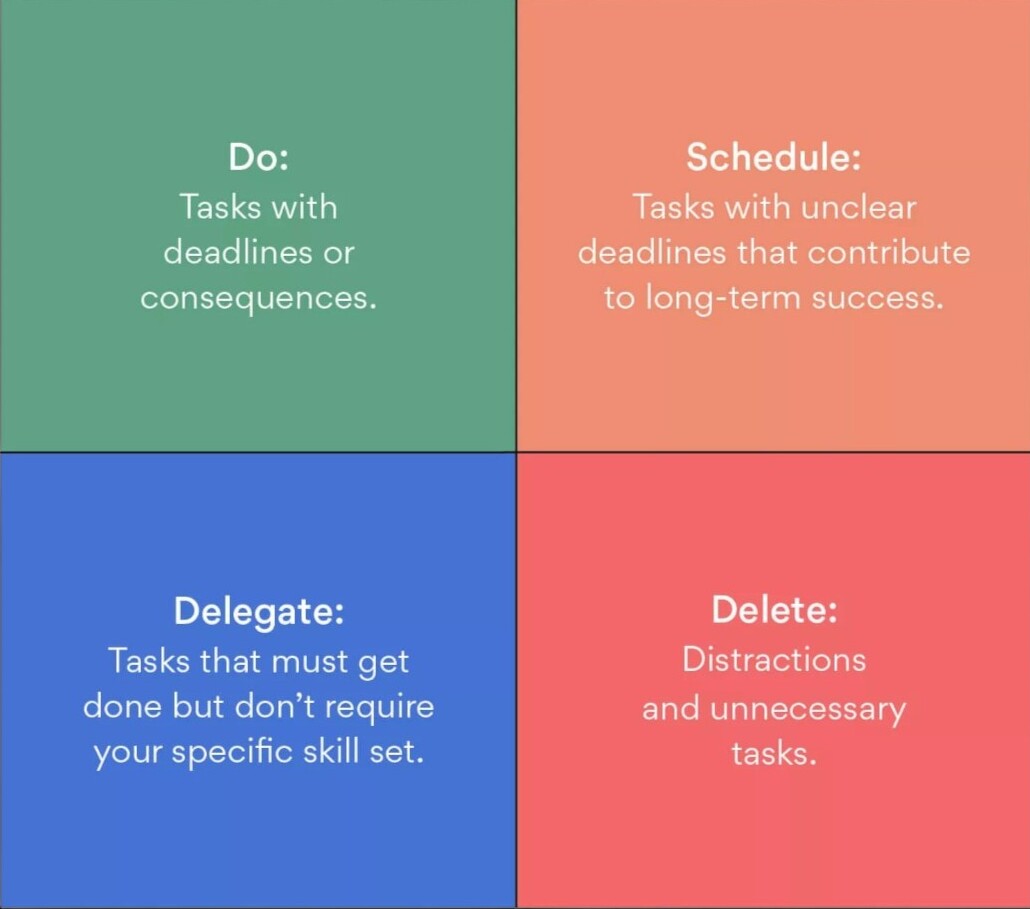 Do:
Tasks with
deadlines or
consequences.
Schedule:
Tasks with unclear
deadlines that contribute
to long-term success.
Delegate:
Tasks that must get
done but don’t require
your specific skill set.
Delete:
Distractions
and unnecessary
tasks.